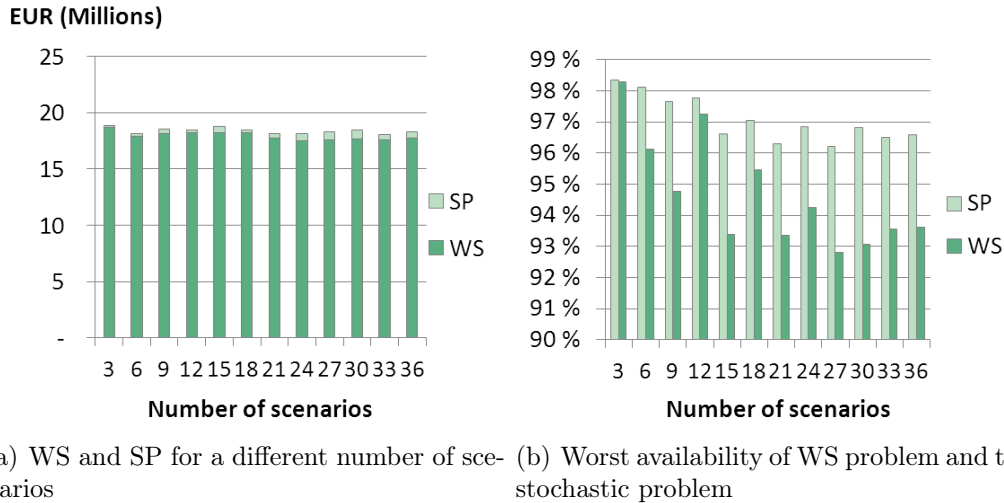 EUR (Millions)
25
20
15
10
5
-
3 6 9 12 15 18 21 24 27 30 33 36
Number of scenarios
SP
WS
99 %
98 %
97 %
96 %
95 %
94 %
93 %
92 %
91 %
90 %
3 6 9 12 15 18 21 24 27 30 33 36
Number of scenarios
SP
WS
) WS and SP for a different number of sce-
arios
(b) Worst availability of WS problem and t
stochastic problem